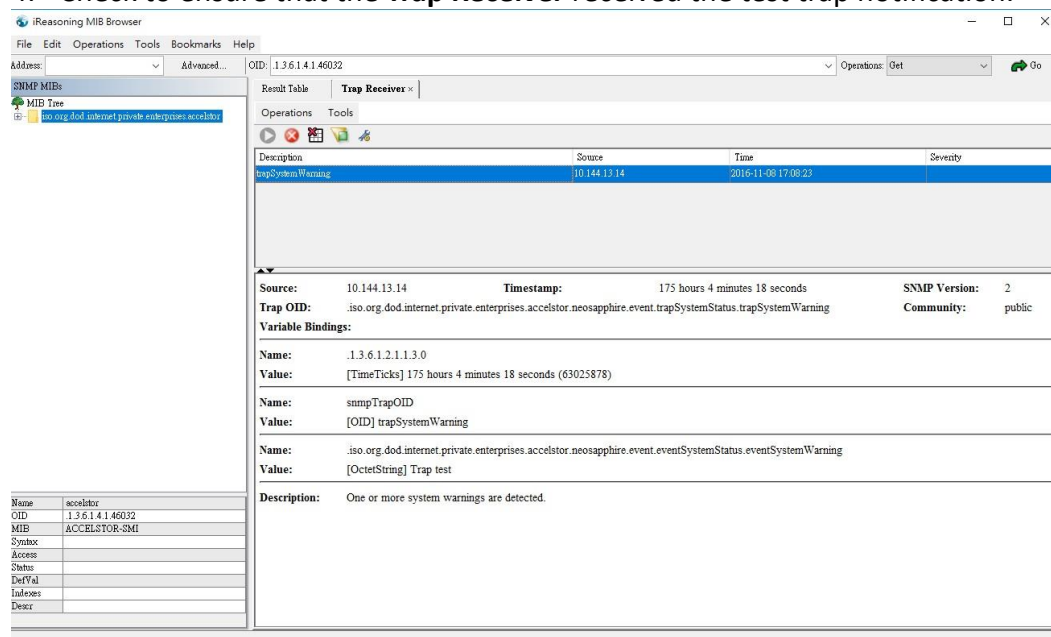 4. Check to ensure that the Trap Receiver received the test trap notification.
iReasoning MIB Browser
File Edit Operations Tools Bookmarks Help
Address: Advanced... OID: .1.3.6.1.4.1.46032 Operations: Get Go
SNMP MIBs
MIB Tree
iso.org.dod.internet.private.enterprises.accelstor
Result Table Trap Receiver ×
Operations Tools
Description Source Time Severity
trapSystemWarning 10.144.13.14 2016-11-08 17:08:23
Source: 10.144.13.14 Timestamp: 175 hours 4 minutes 18 seconds SNMP Version: 2
Trap OID: .iso.org.dod.internet.private.enterprises.accelstor.neosapphire.event.trapSystemStatus.trapSystemWarning Community: public
Variable Bindings:
Name: .1.3.6.1.2.1.1.3.0
Value: [TimeTicks] 175 hours 4 minutes 18 seconds (63025878)
Name: snmpTrapOID
Value: [OID] trapSystemWarning
Name: .iso.org.dod.internet.private.enterprises.accelstor.neosapphire.event.eventSystemStatus.eventSystemWarning
Value: [OctetString] Trap test
Description: One or more system warnings are detected.
Name accelstor
OID .1.3.6.1.4.1.46032
MIB ACCELSTOR-SMI
Syntax
Access
Status
DefVal
Indexes
Descr